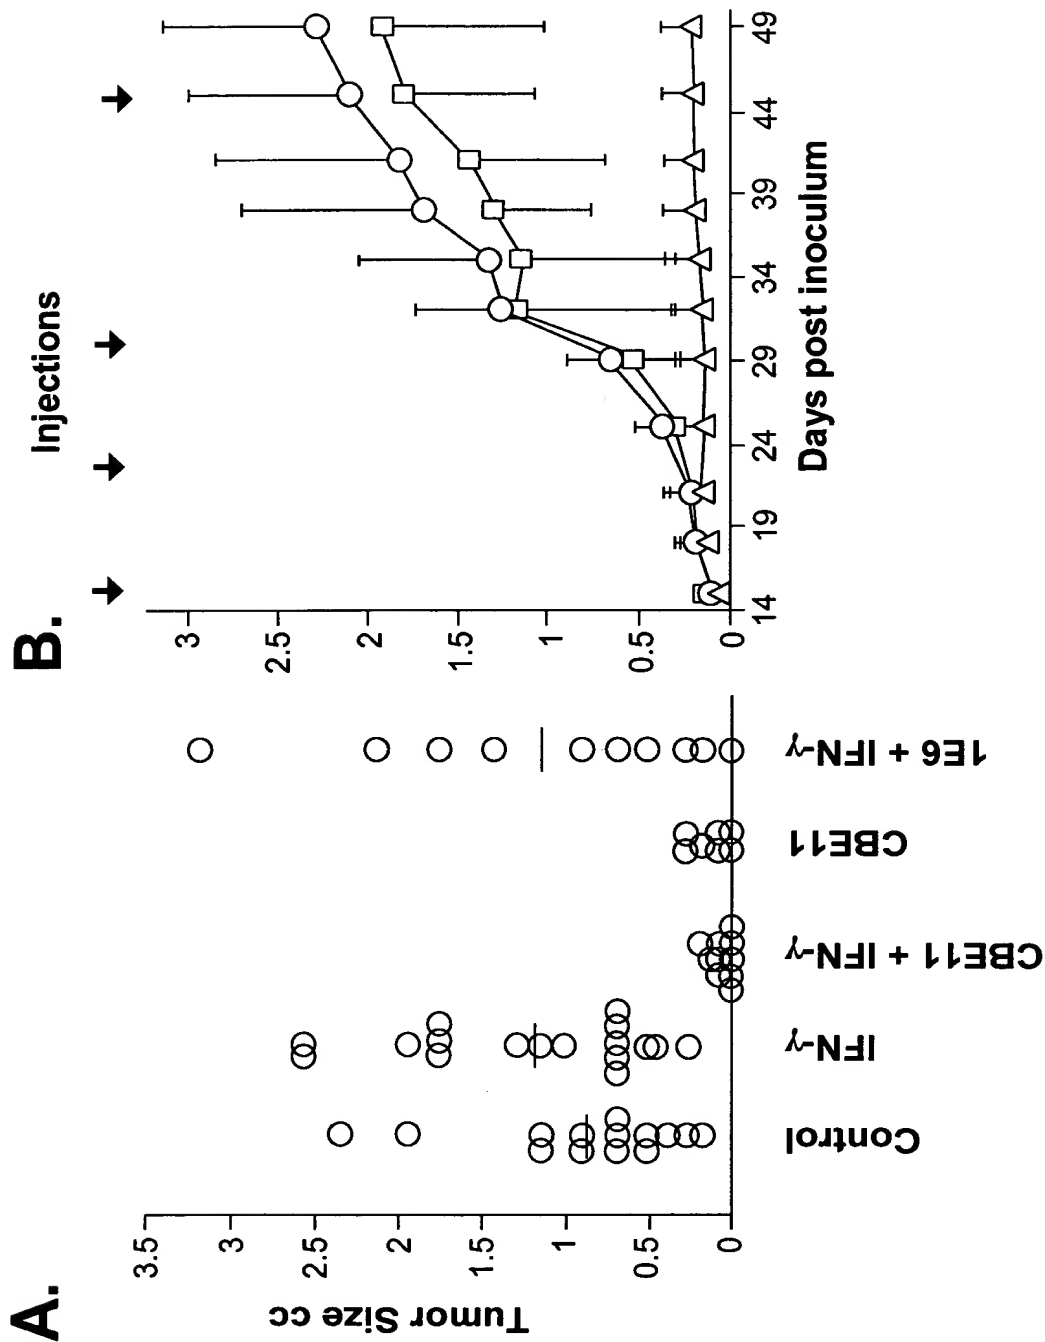 A.
Tumor Size cc
3.5
3
2.5
2
1.5
1
0.5
0
Control
IFN-γ
CBE11 + IFN-γ
CBE11
1E6 + IFN-γ
B.
Injections
3
2.5
2
1.5
1
0.5
0
14 19 24 29 34 39 44 49
Days post inoculum